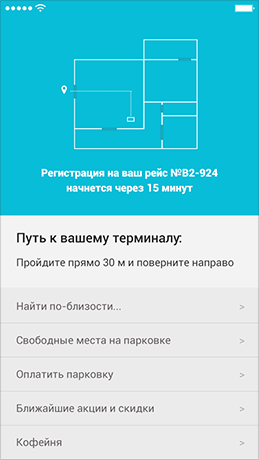 Регистрация на ваш рейс №B2-924
начнется через 15 минут
Путь к вашему терминалу:
Пройдите прямо 30 м и поверните направо
Найти по-близости... >
Свободные места на парковке >
Оплатить парковку >
Ближайшие акции и скидки >
Кофейня >